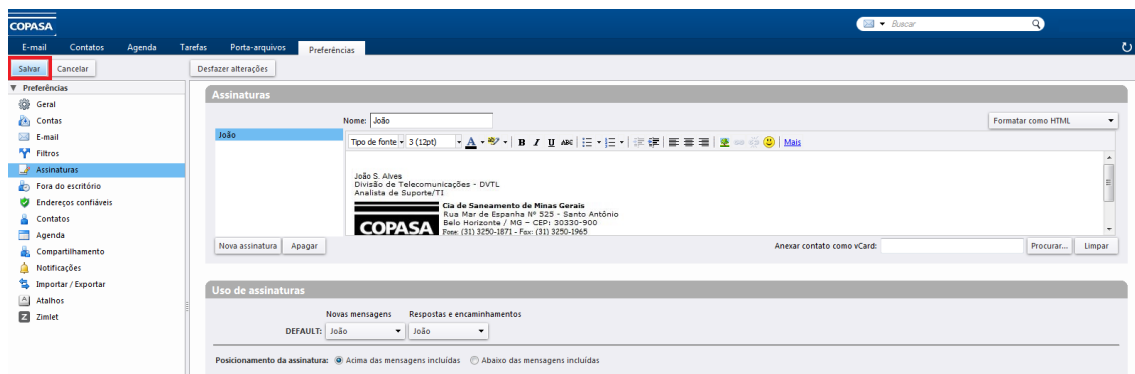 COPASA
Buscar
E-mail Contatos Agenda Tarefas Porta-arquivos Preferências
Salvar Cancelar Desfazer alterações
Preferências
Geral
Contas
E-mail
Filtros
Assinaturas
Fora do escritório
Endereços confiáveis
Contatos
Agenda
Compartilhamento
Notificações
Importar / Exportar
Atalhos
Zimlet
Assinaturas
Nome: João
Formatar como HTML
João
Tipo de fonte 3 (12pt) A B I U ABC Mais
João S. Alves
Divisão de Telecomunicações - DVTL
Analista de Suporte/TI
COPASA
Cia de Saneamento de Minas Gerais
Rua Mar de Espanha Nº 525 - Santo Antônio
Belo Horizonte / MG – CEP: 30330-900
Fone: (31) 3250-1871 - Fax: (31) 3250-1965
Nova assinatura Apagar
Anexar contato como vCard: Procurar... Limpar
Uso de assinaturas
Novas mensagens Respostas e encaminhamentos
DEFAULT: João João
Posicionamento da assinatura: Acima das mensagens incluídas Abaixo das mensagens incluídas